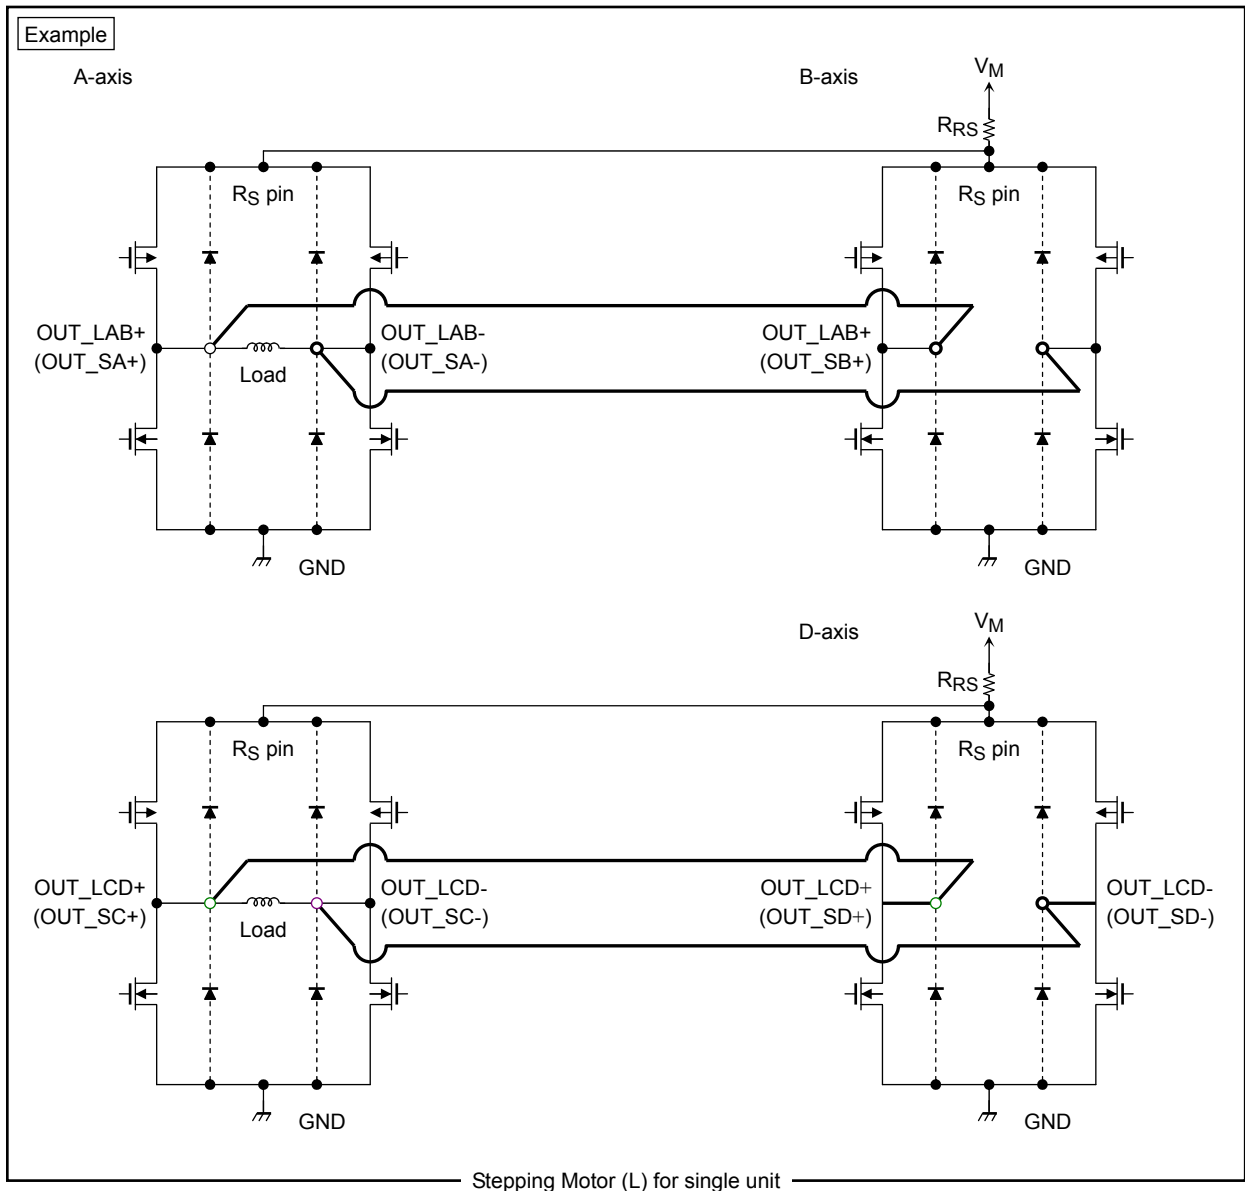 Example
A-axis
B-axis
VM
RRS
RS pin
RS pin
OUT_LAB+
(OUT_SA+)
Load
OUT_LAB-
(OUT_SA-)
OUT_LAB+
(OUT_SB+)
GND
GND
D-axis
VM
RRS
RS pin
RS pin
OUT_LCD+
(OUT_SC+)
Load
OUT_LCD-
(OUT_SC-)
OUT_LCD+
(OUT_SD+)
OUT_LCD-
(OUT_SD-)
GND
GND
Stepping Motor (L) for single unit